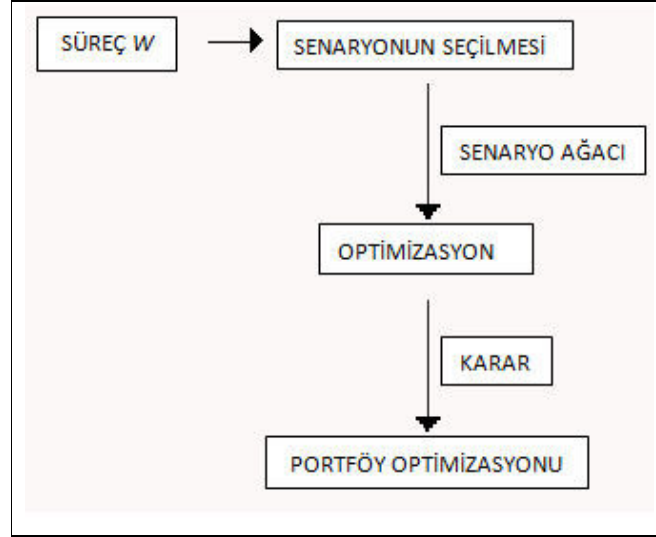 SÜREÇ W
SENARYONUN SEÇİLMESİ
SENARYO AĞACI
OPTİMİZASYON
KARAR
PORTFÖY OPTİMİZASYONU